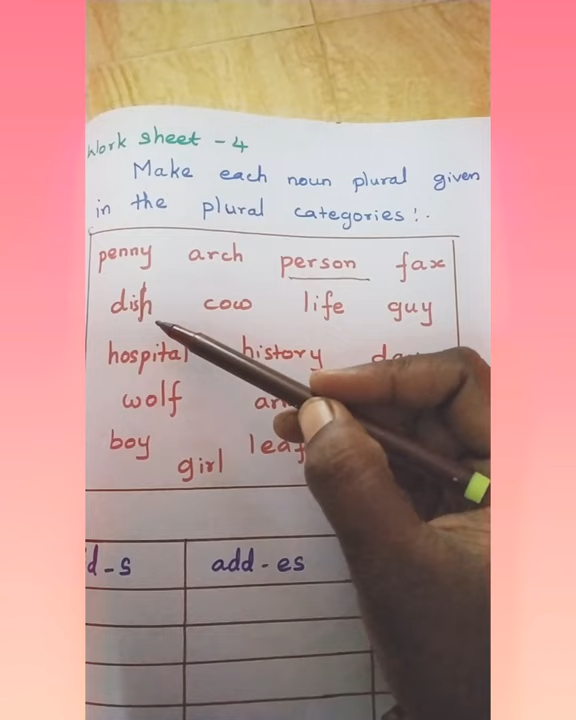 Work sheet - 4
Make each noun plural given
in the plural categories!.
penny arch person fax
dish cow life guy
hospital history
wolf
boy girl leaf
d-s add-es